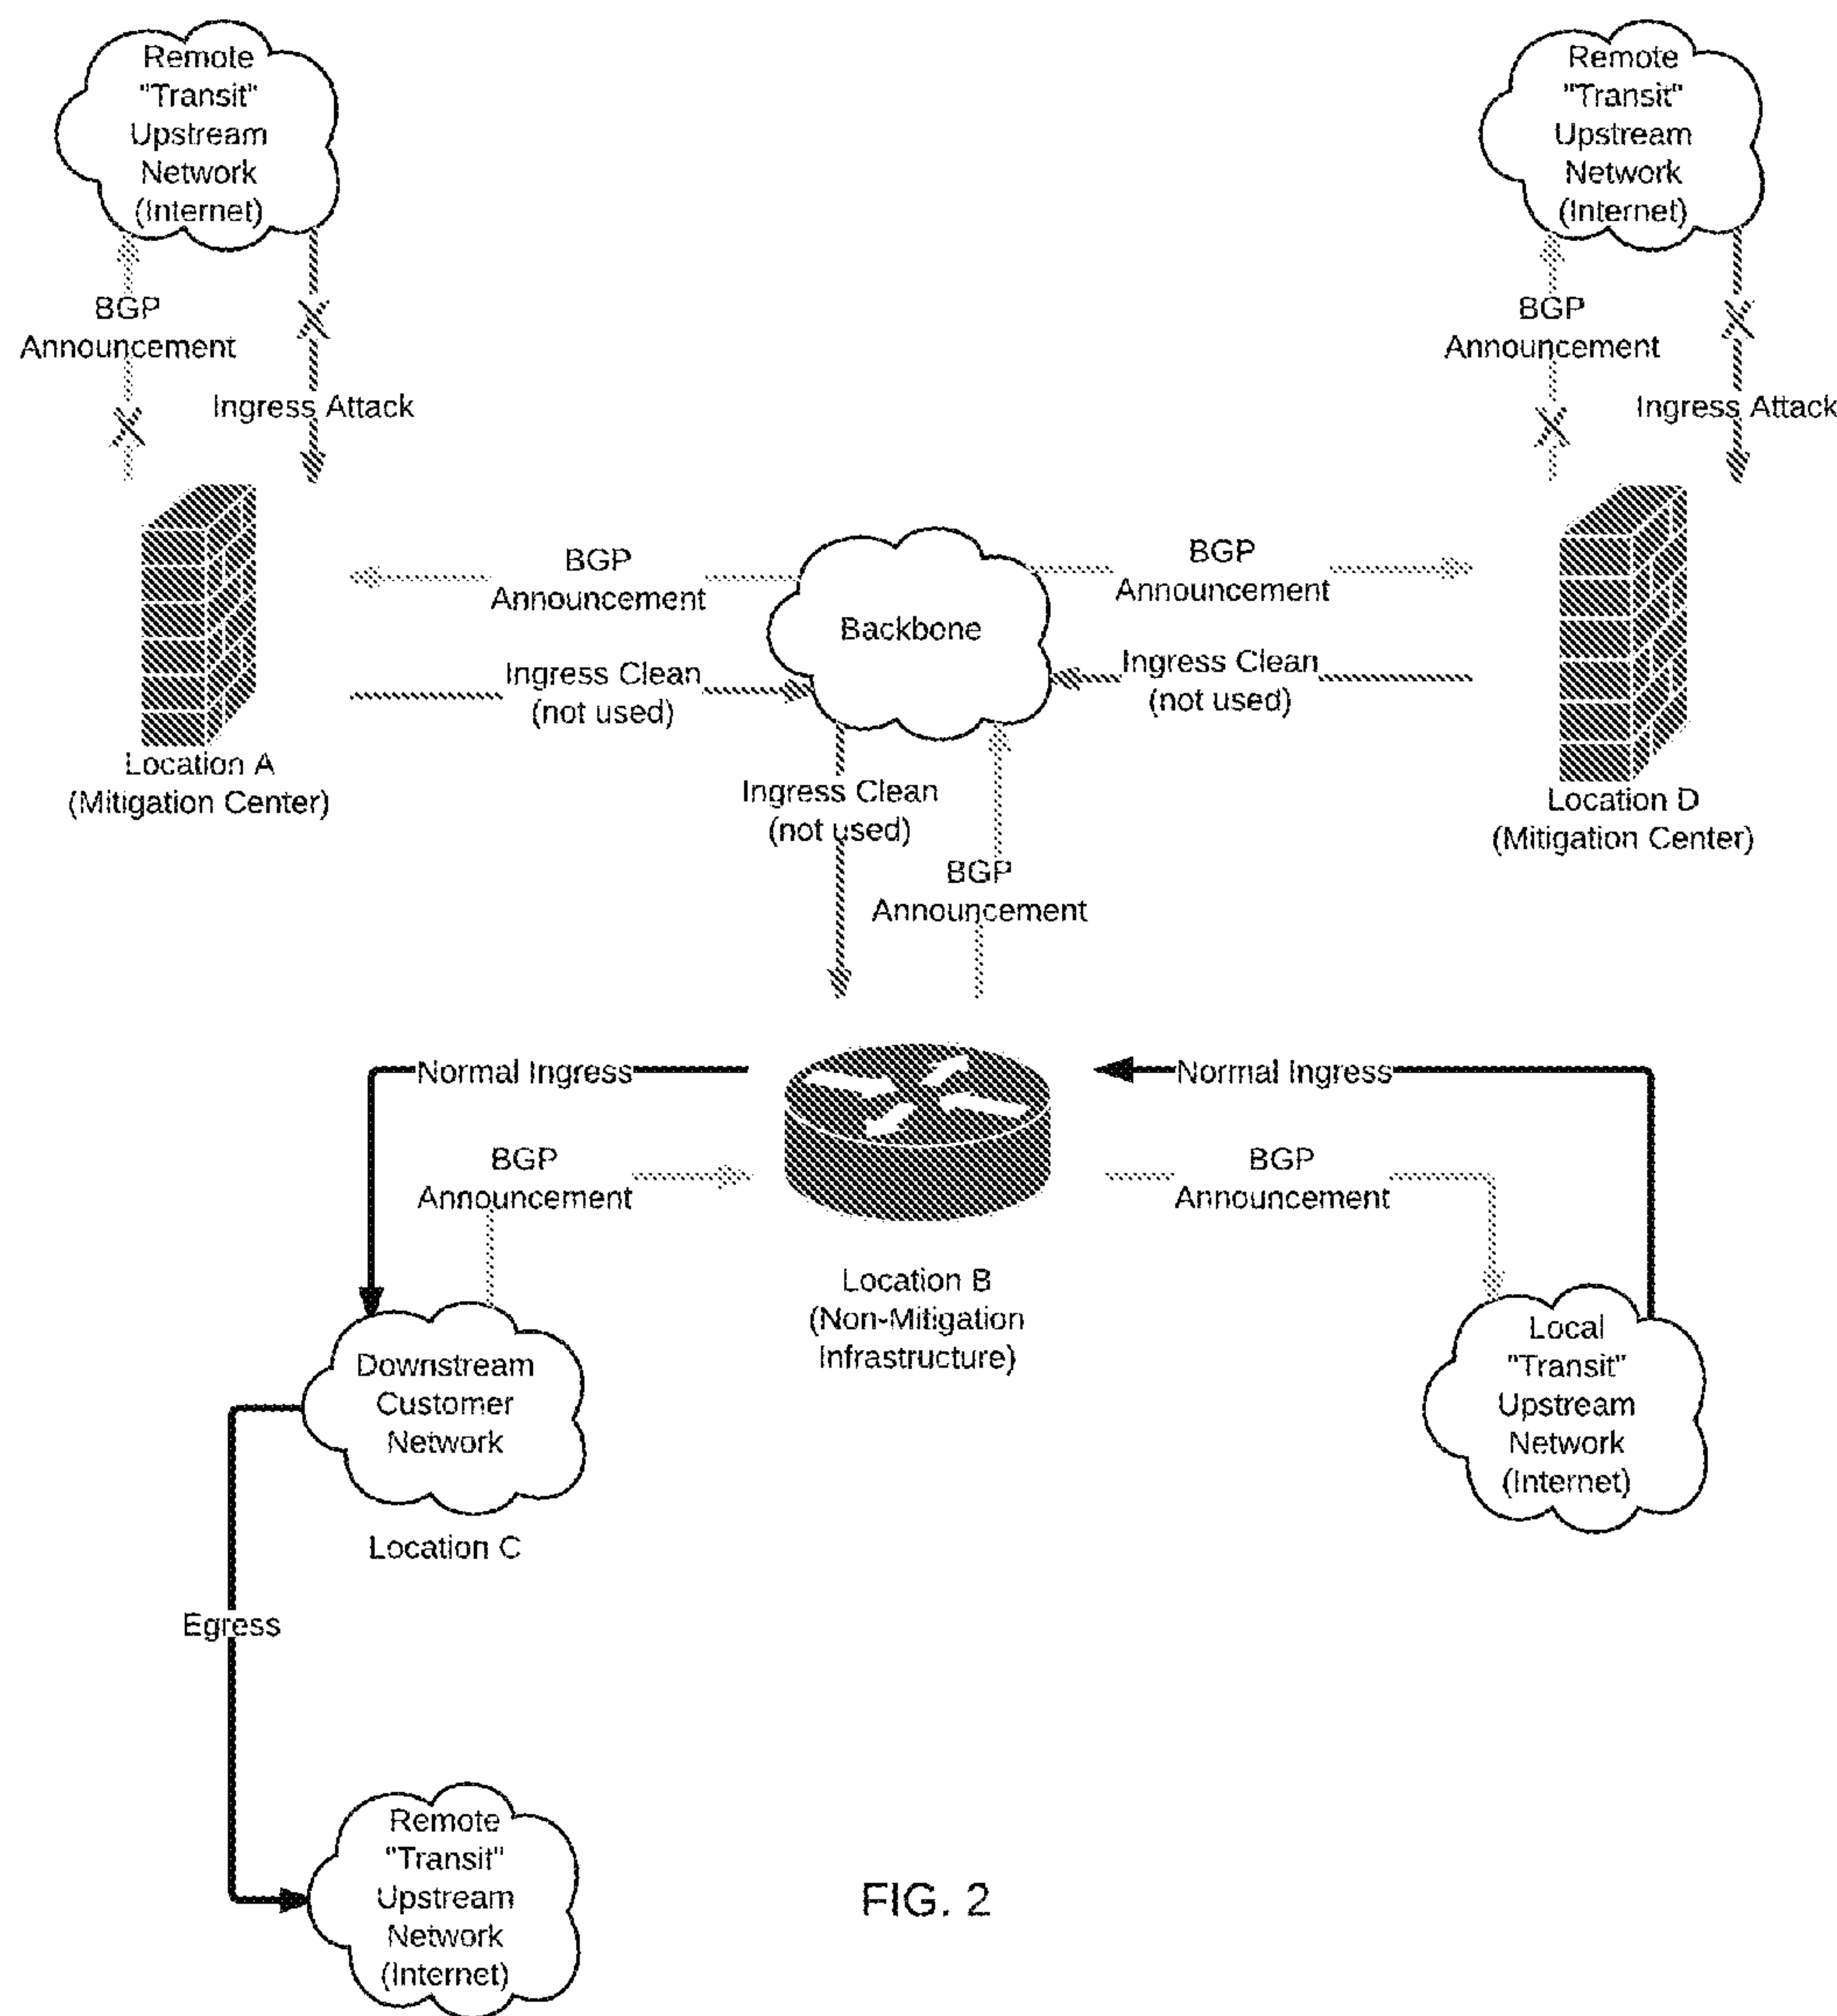 Remote
"Transit"
Upstream
Network
(Internet)
Remote
"Transit"
Upstream
Network
(Internet)
BGP
Announcement
Ingress Attack
BGP
Announcement
Ingress Attack
BGP
Announcement
Backbone
BGP
Announcement
Ingress Clean
(not used)
Ingress Clean
(not used)
Location A
(Mitigation Center)
Ingress Clean
(not used)
Location D
(Mitigation Center)
BGP
Announcement
Normal Ingress
Normal Ingress
BGP
Announcement
BGP
Announcement
Location B
(Non-Mitigation
Infrastructure)
Downstream
Customer
Network
Local
"Transit"
Upstream
Network
(Internet)
Location C
Egress
Remote
"Transit"
Upstream
Network
(Internet)
FIG. 2